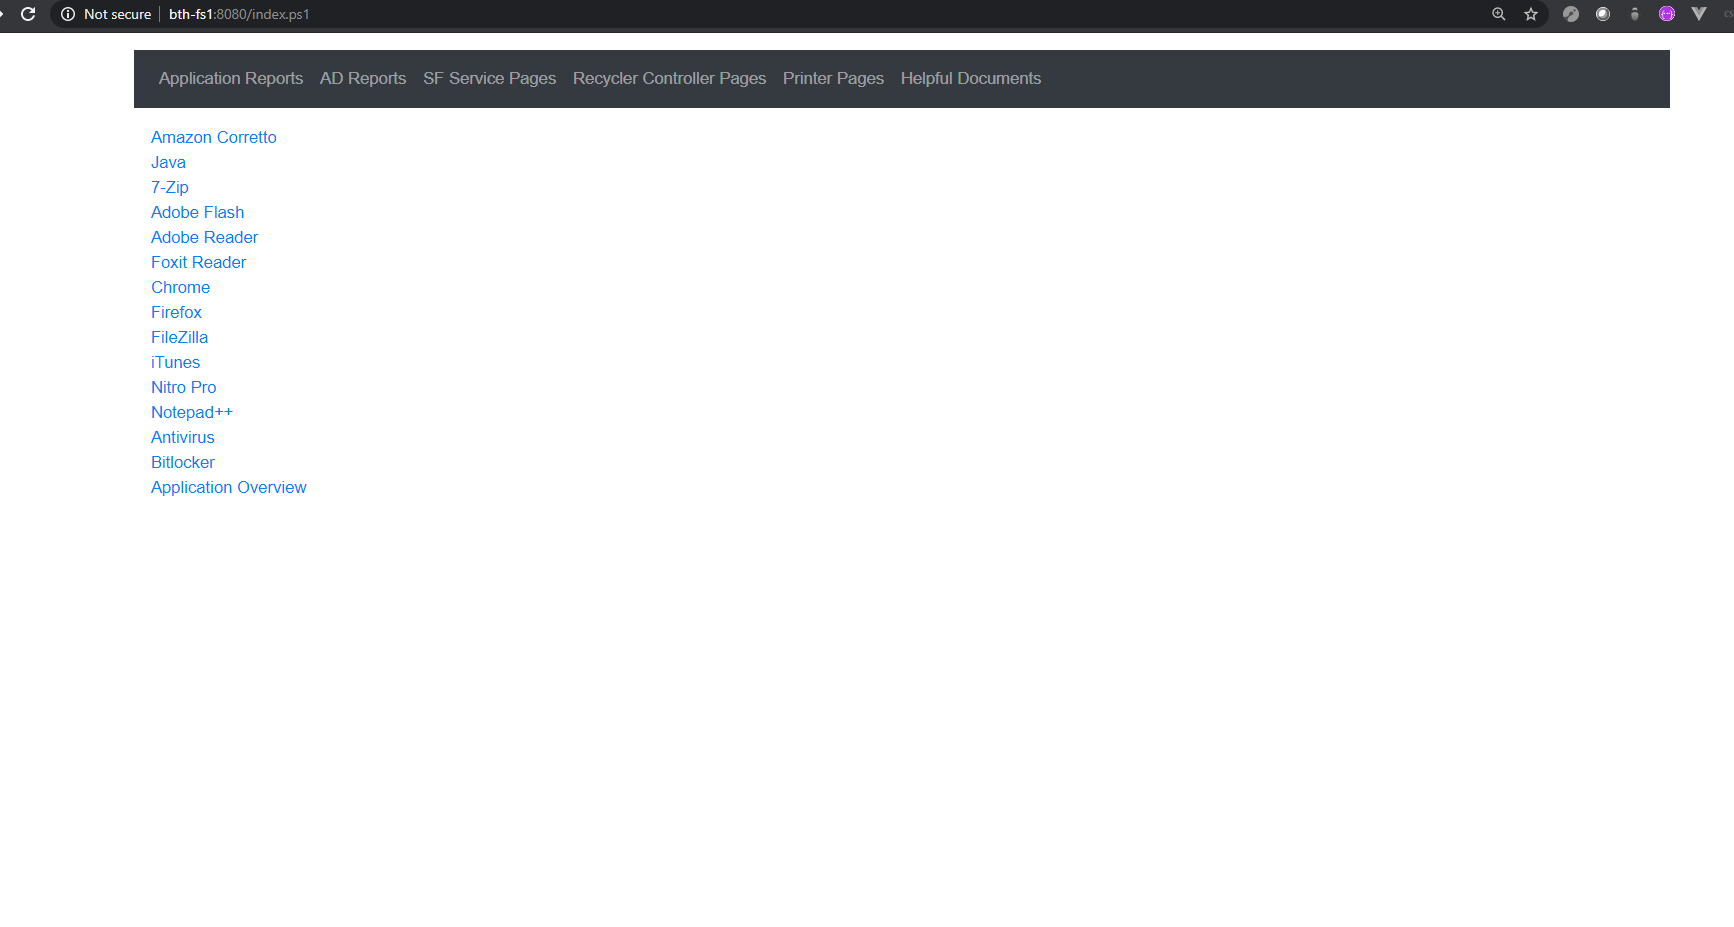 Not secure | bth-fs1:8080/index.ps1
Application Reports AD Reports SF Service Pages Recycler Controller Pages Printer Pages Helpful Documents
Amazon Corretto
Java
7-Zip
Adobe Flash
Adobe Reader
Foxit Reader
Chrome
Firefox
FileZilla
iTunes
Nitro Pro
Notepad++
Antivirus
Bitlocker
Application Overview